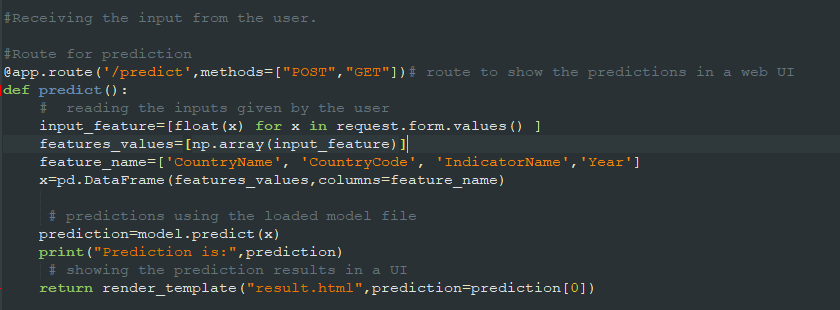 #Receiving the input from the user.
#Route for prediction
@app.route('/predict',methods=["POST","GET"])# route to show the predictions in a web UI
def predict():
    #  reading the inputs given by the user
    input_feature=[float(x) for x in request.form.values() ]
    features_values=[np.array(input_feature)]
    feature_name=['CountryName', 'CountryCode', 'IndicatorName','Year']
    x=pd.DataFrame(features_values,columns=feature_name)
     # predictions using the loaded model file
    prediction=model.predict(x)
    print("Prediction is:",prediction)
     # showing the prediction results in a UI
    return render_template("result.html",prediction=prediction[0])